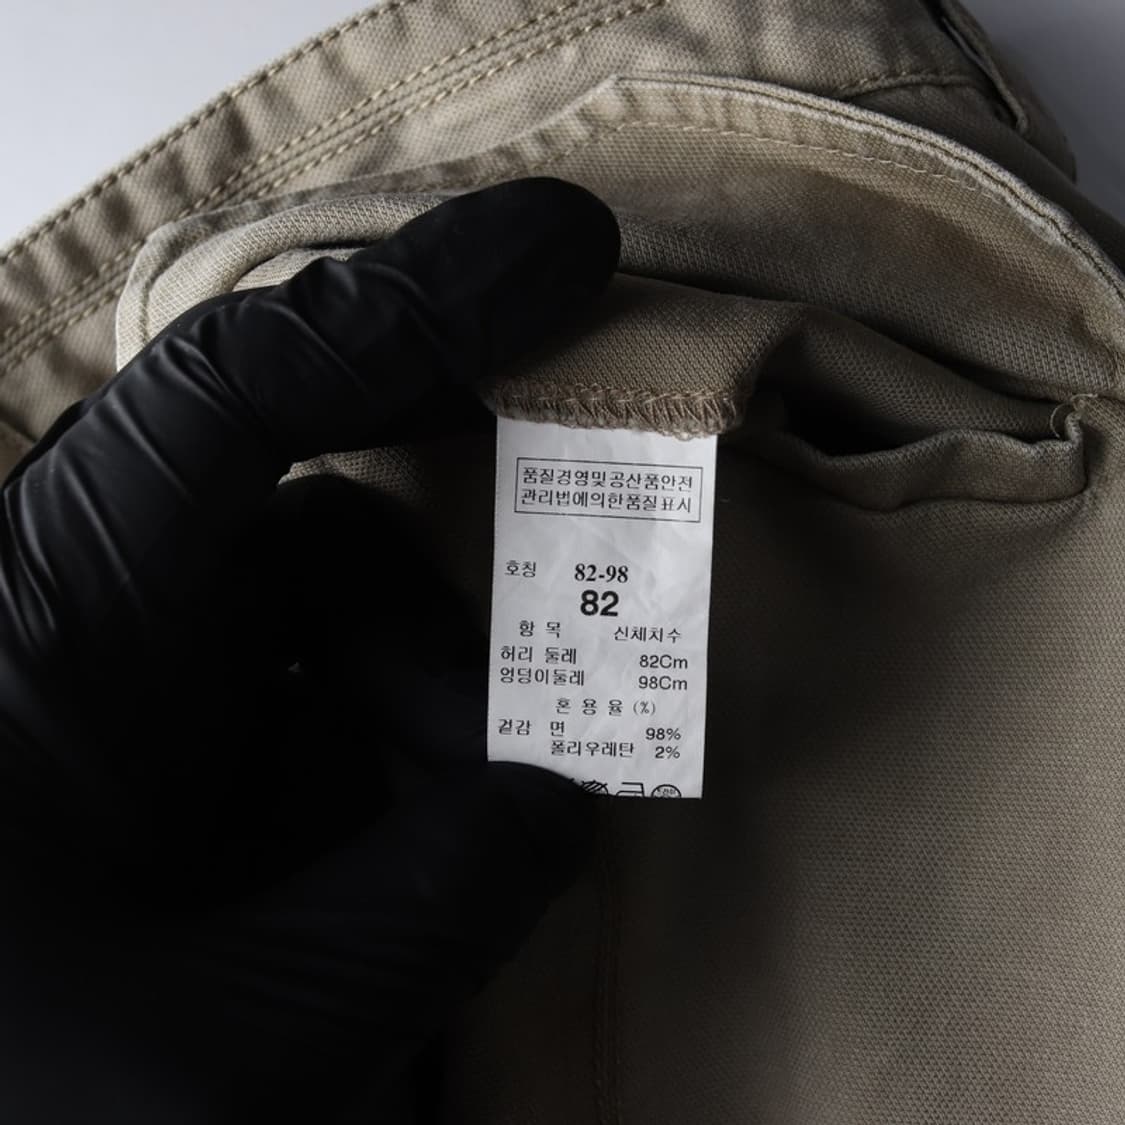 품질경영및공산품안전
관리법에의한품질표시
호칭 82-98
82
항 목 신체치수
허리 둘레 82Cm
엉덩이둘레 98Cm
혼 용 율 (%)
겉감 면 98%
폴리우레탄 2%